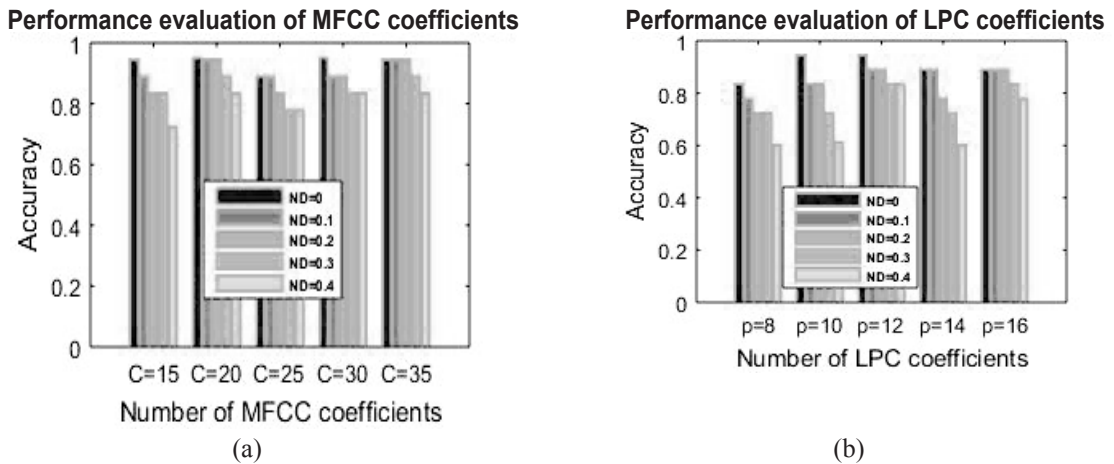 Performance evaluation of MFCC coefficients
1
0.8
0.6
0.4
0.2
0
Accuracy
ND=0
ND=0.1
ND=0.2
ND=0.3
ND=0.4
C=15 C=20 C=25 C=30 C=35
Number of MFCC coefficients
(a)
Performance evaluation of LPC coefficients
1
0.8
0.6
0.4
0.2
0
Accuracy
ND=0
ND=0.1
ND=0.2
ND=0.3
ND=0.4
p=8 p=10 p=12 p=14 p=16
Number of LPC coefficients
(b)